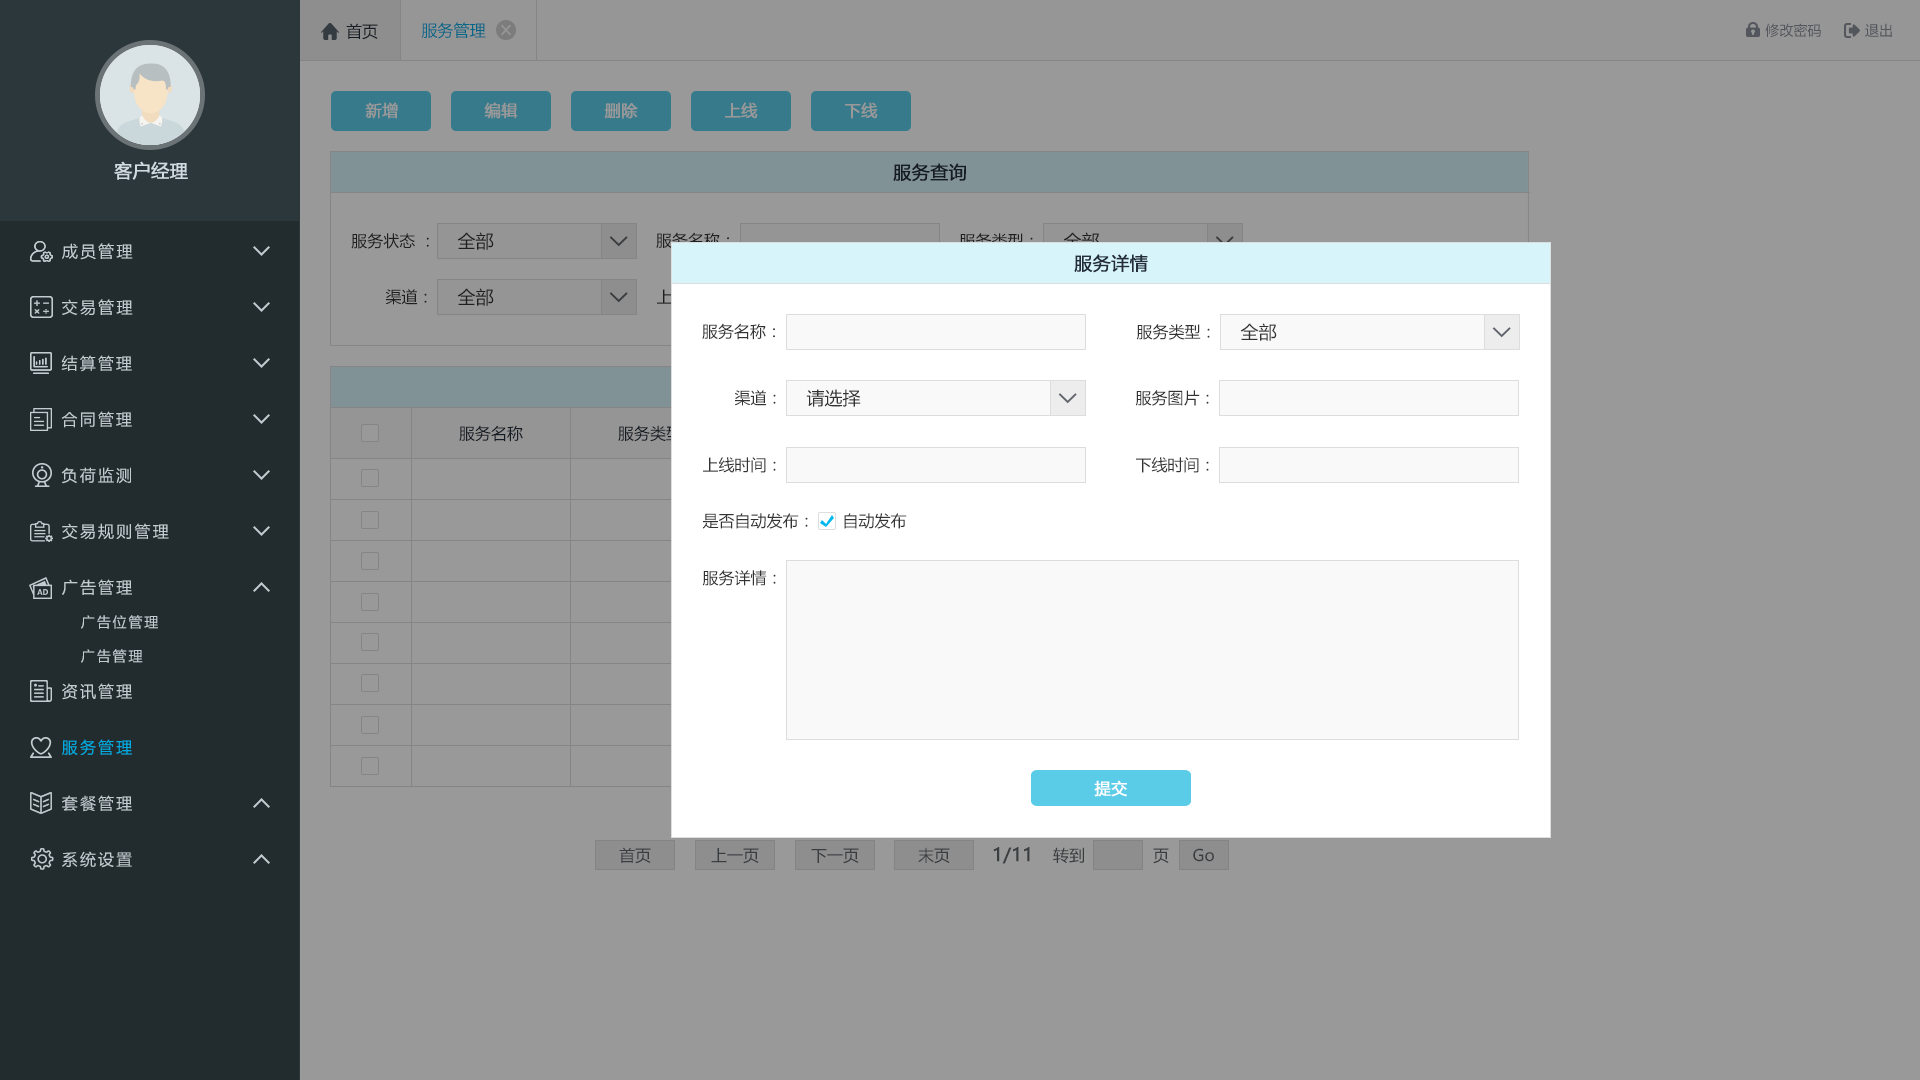 首页
服务管理
修改密码
退出
客户经理
成员管理
交易管理
结算管理
合同管理
负荷监测
交易规则管理
AD
广告管理
广告位管理
广告管理
资讯管理
服务管理
套餐管理
系统设置
新增
编辑
删除
上线
下线
服务查询
服务状态 :
全部
服务名称 :
服务类型 :
全部
渠道 :
全部
上
服务名称
服务类型
服务详情
服务名称 :
服务类型 :
全部
渠道 :
请选择
服务图片 :
上线时间 :
下线时间 :
是否自动发布 :
自动发布
服务详情 :
提交
首页
上一页
下一页
末页
1/11
转到
页
Go